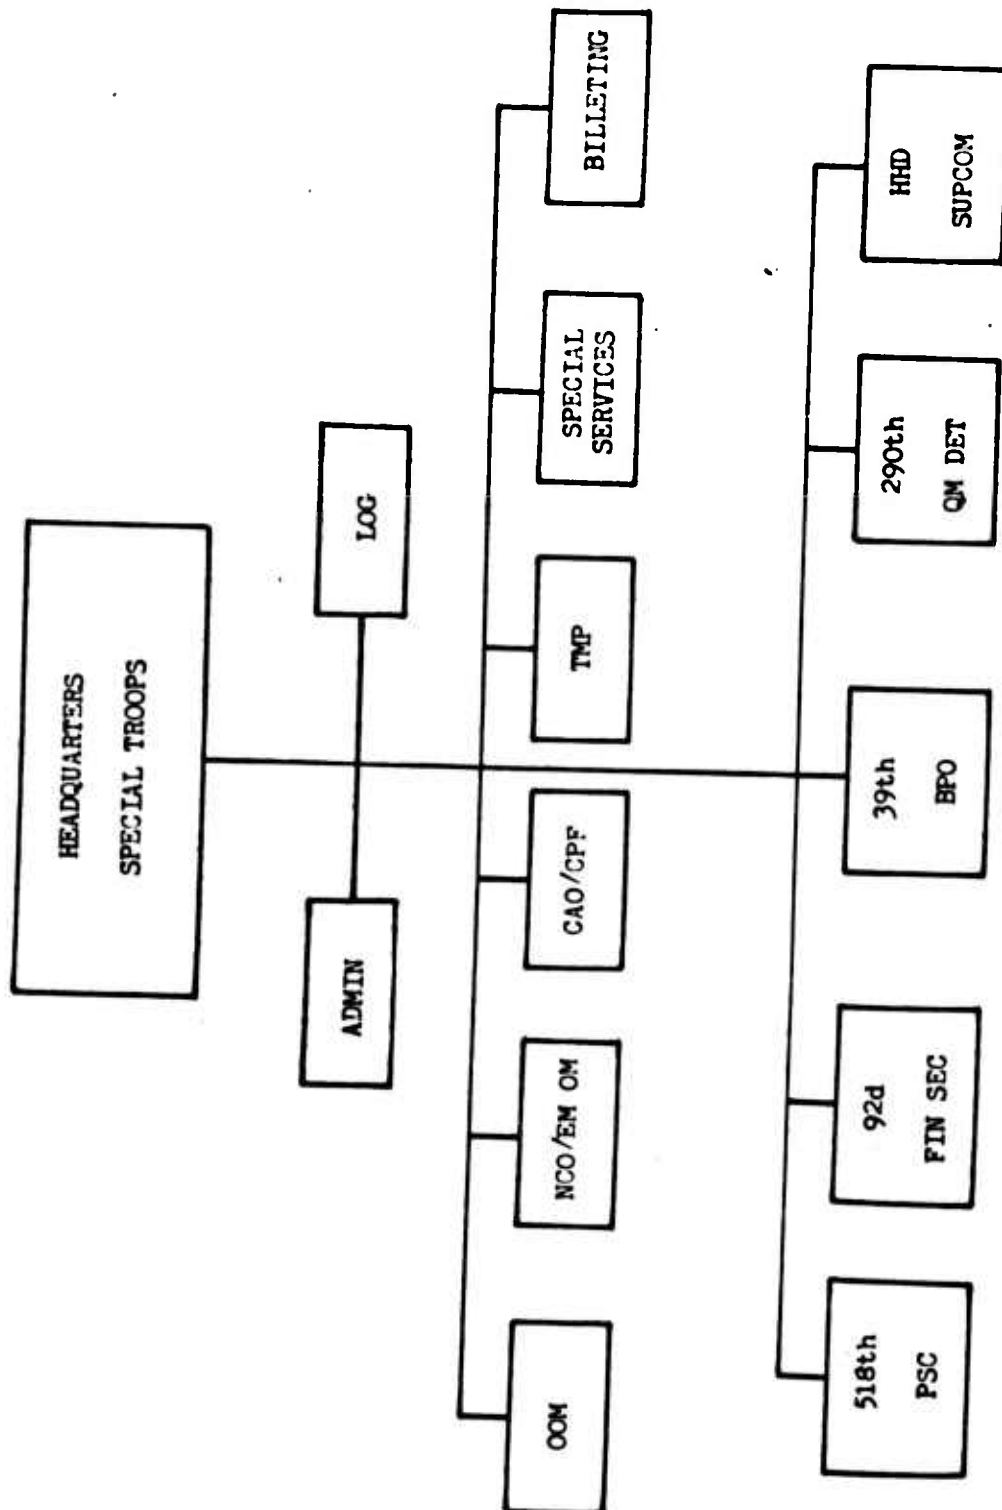 HEADQUARTERS
SPECIAL TROOPS
ADMIN
LOG
OOM
NCO/EM OM
CAO/CPF
TMP
SPECIAL
SERVICES
BILLETING
518th
PSC
92d
FIN SEC
39th
BPO
290th
QM DET
HHD
SUPCOM